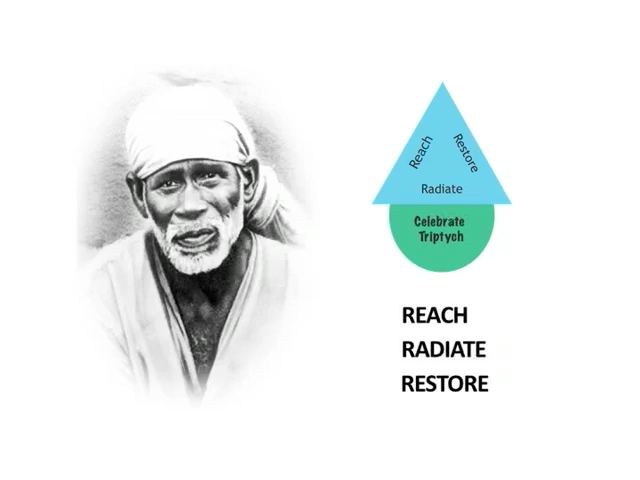 Reach
Restore
Radiate
Celebrate
Triptych
REACH
RADIATE
RESTORE